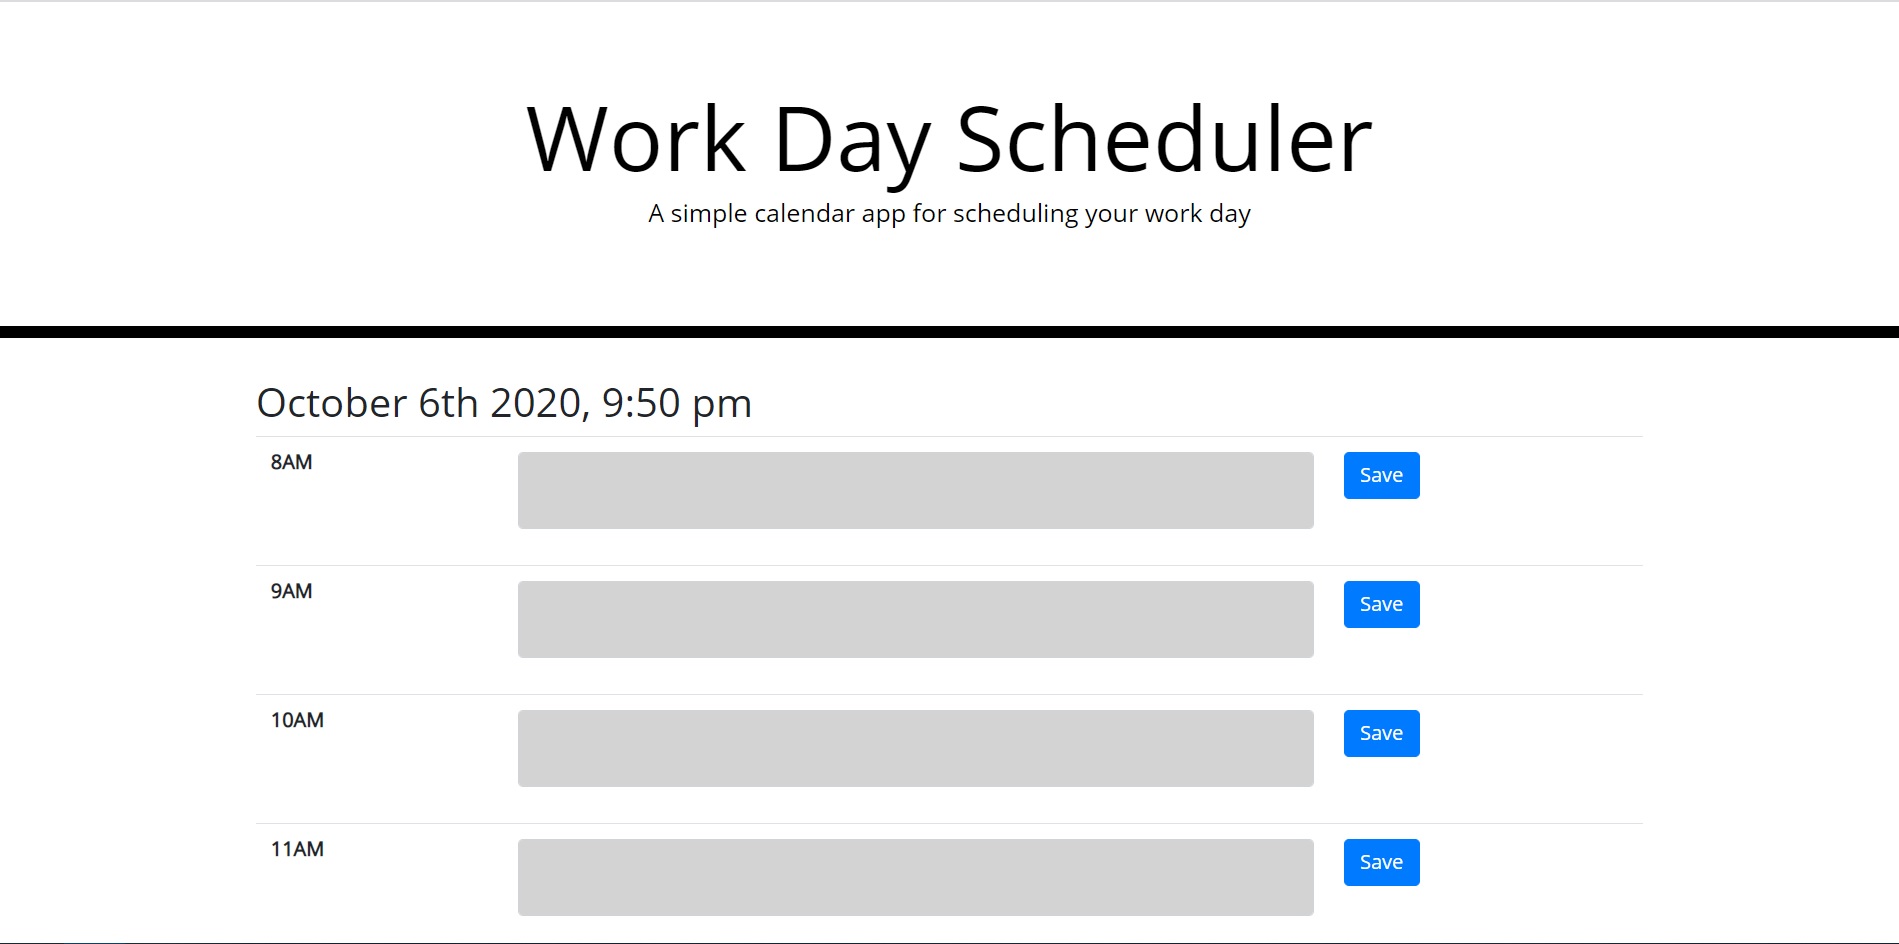 Work Day Scheduler
A simple calendar app for scheduling your work day
October 6th 2020, 9:50 pm
8AM
Save
9AM
Save
10AM
Save
11AM
Save